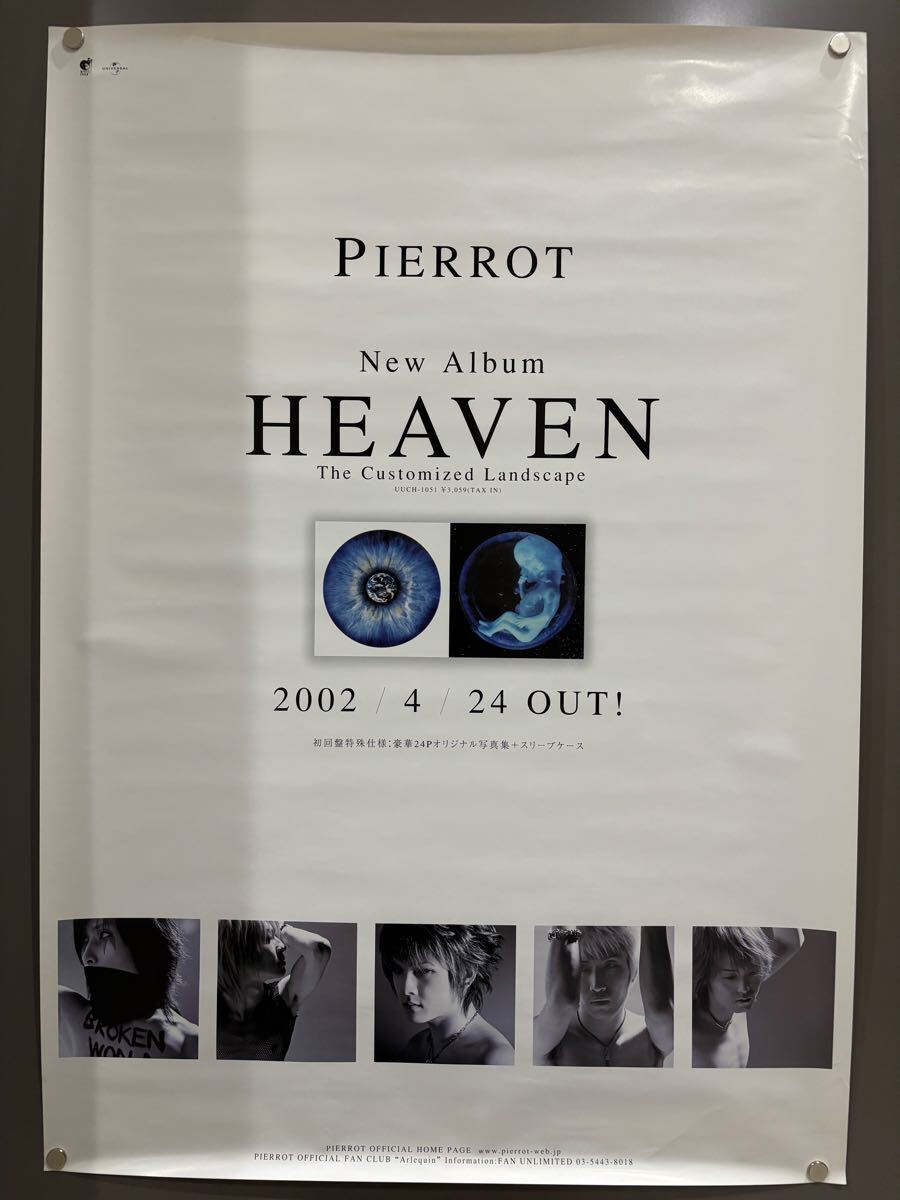 UNIVERSAL
PIERROT
New Album
HEAVEN
The Customized Landscape
UUCH-1051 ¥3,059(TAX IN)
2002 / 4 / 24 OUT!
初回盤特殊仕様:豪華24Pオリジナル写真集+スリーブケース
BROKEN
PIERROT OFFICIAL HOME PAGE www.pierrot-web.jp
PIERROT OFFICIAL FAN CLUB "Arlequin" Information:FAN UNLIMITED 03-5443-8018